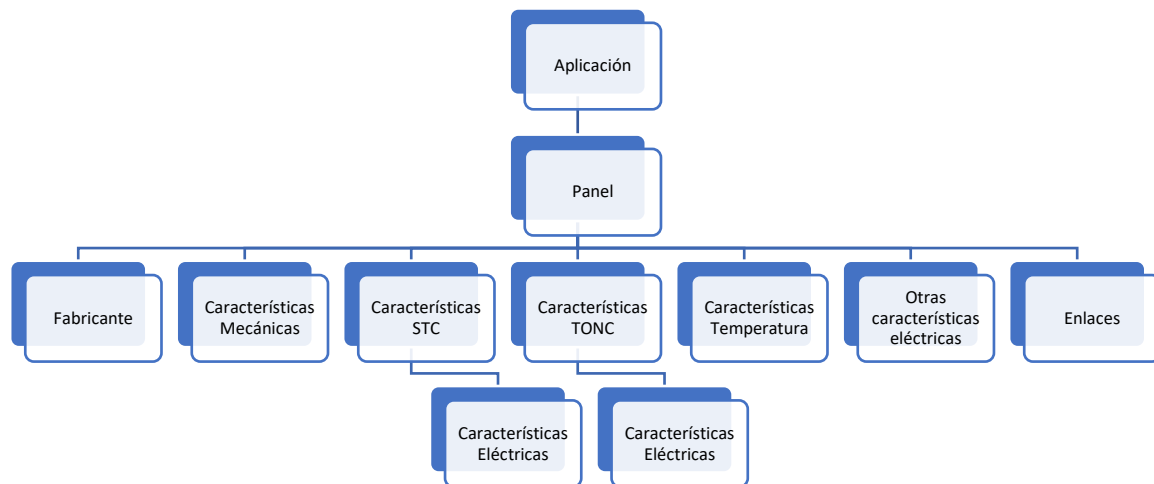 Aplicación
Panel
Fabricante
Características
Mecánicas
Características
STC
Características
TONC
Características
Temperatura
Otras
características
eléctricas
Enlaces
Características
Eléctricas
Características
Eléctricas